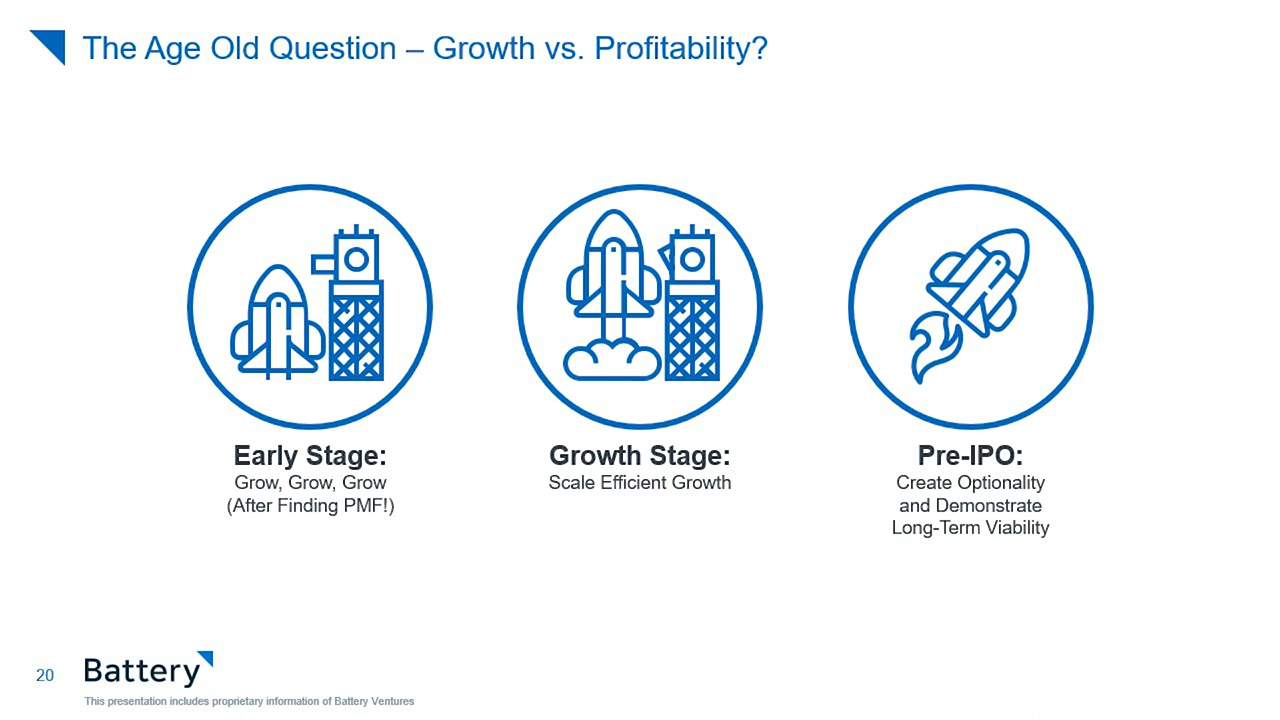 The Age Old Question – Growth vs. Profitability?
Early Stage:
Grow, Grow, Grow
(After Finding PMF!)
Growth Stage:
Scale Efficient Growth
Pre-IPO:
Create Optionality
and Demonstrate
Long-Term Viability
20
Battery
This presentation includes proprietary information of Battery Ventures